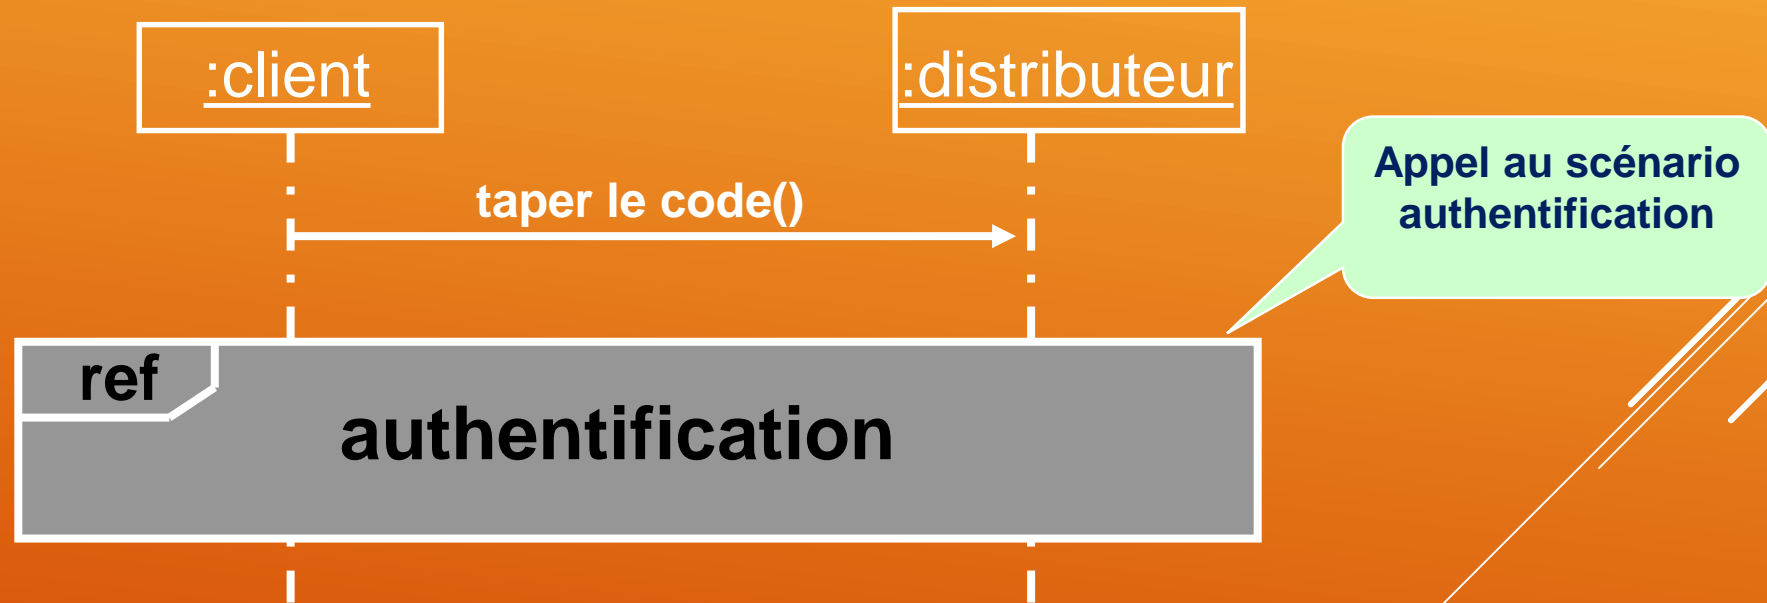 :client
:distributeur
Appel au scénario
authentification
taper le code()
ref
authentification